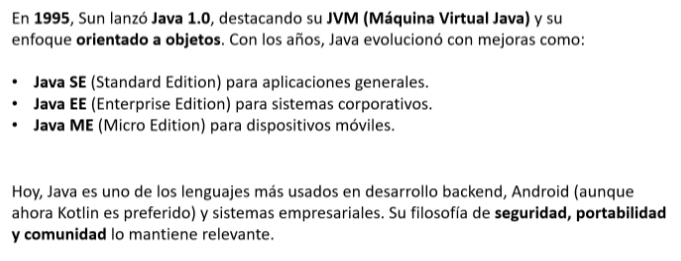 En 1995, Sun lanzó Java 1.0, destacando su JVM (Máquina Virtual Java) y su
enfoque orientado a objetos. Con los años, Java evolucionó con mejoras como:
• Java SE (Standard Edition) para aplicaciones generales.
• Java EE (Enterprise Edition) para sistemas corporativos.
• Java ME (Micro Edition) para dispositivos móviles.
Hoy, Java es uno de los lenguajes más usados en desarrollo backend, Android (aunque
ahora Kotlin es preferido) y sistemas empresariales. Su filosofía de seguridad, portabilidad
y comunidad lo mantiene relevante.